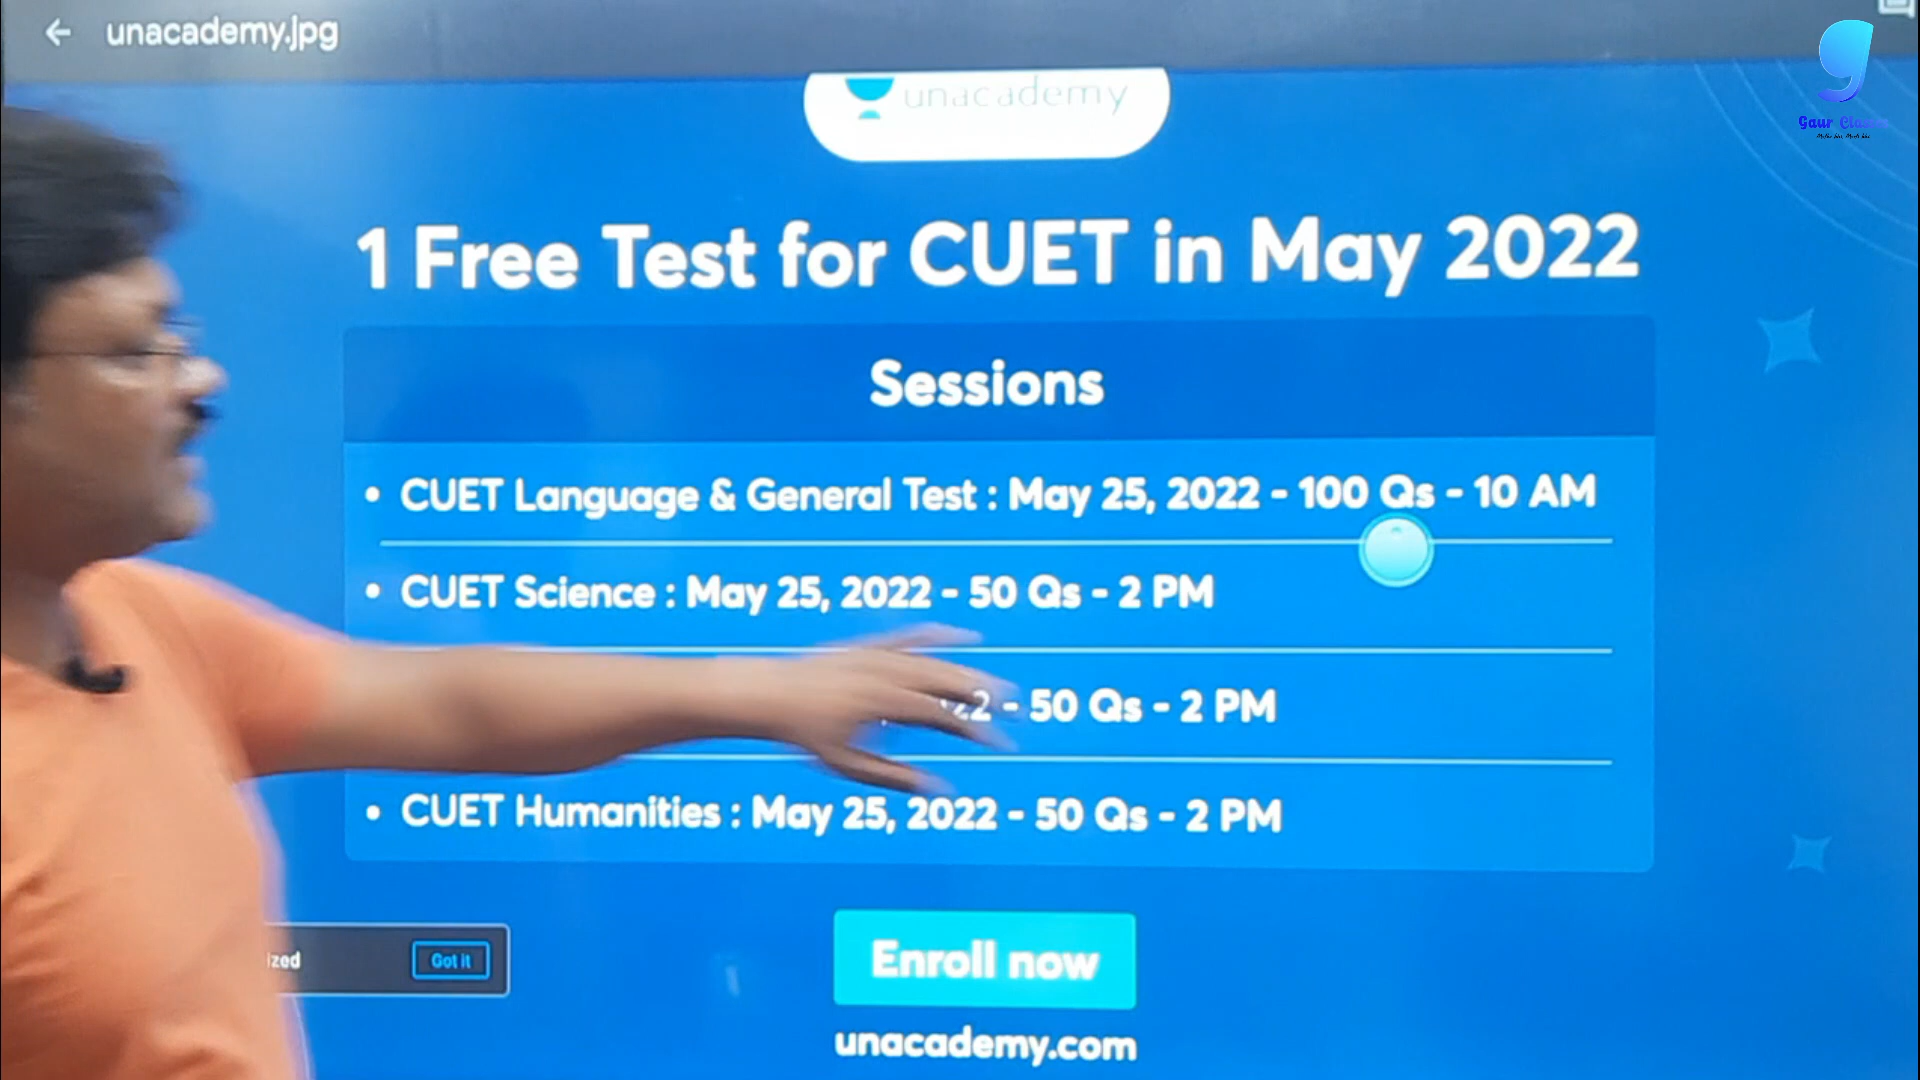 unacademy.jpg
unacademy
Gaur Classes
1 Free Test for CUET in May 2022
Sessions
• CUET Language & General Test : May 25, 2022 - 100 Qs - 10 AM
• CUET Science : May 25, 2022 - 50 Qs - 2 PM
- 50 Qs - 2 PM
• CUET Humanities : May 25, 2022 - 50 Qs - 2 PM
Got it
Enroll now
unacademy.com